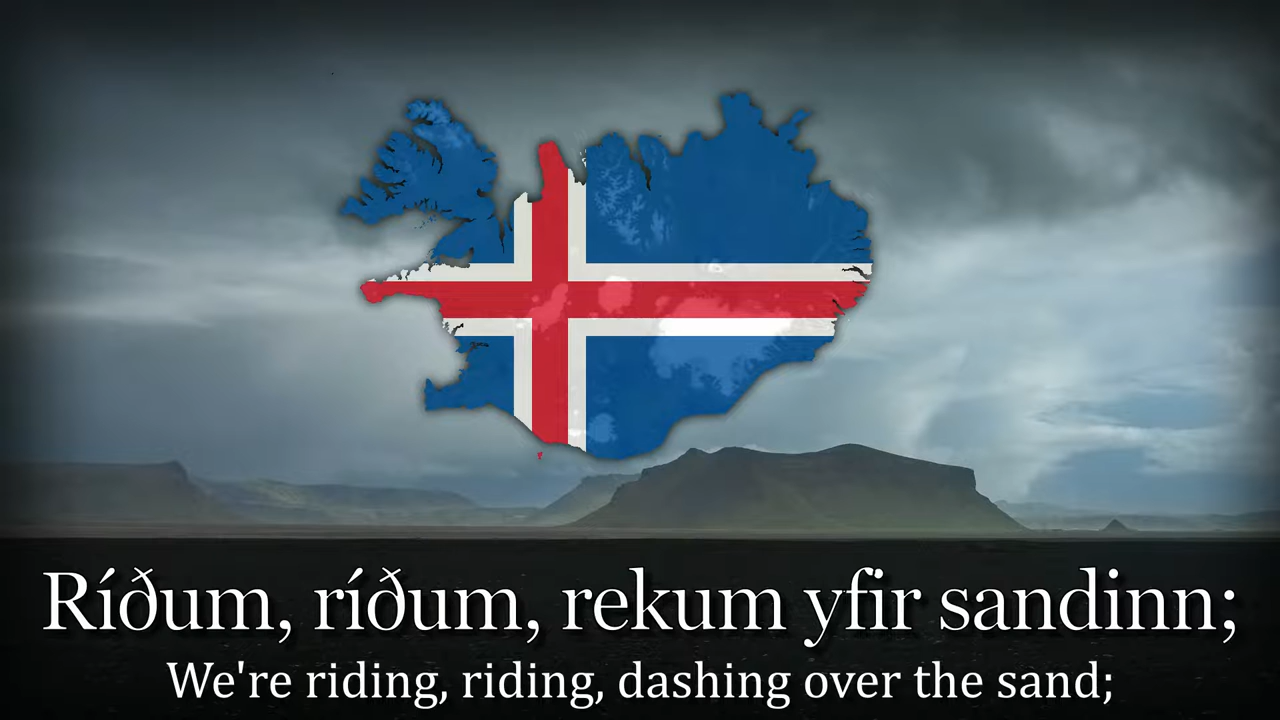 Ríðum, ríðum, rekum yfir sandinn;
We're riding, riding, dashing over the sand;